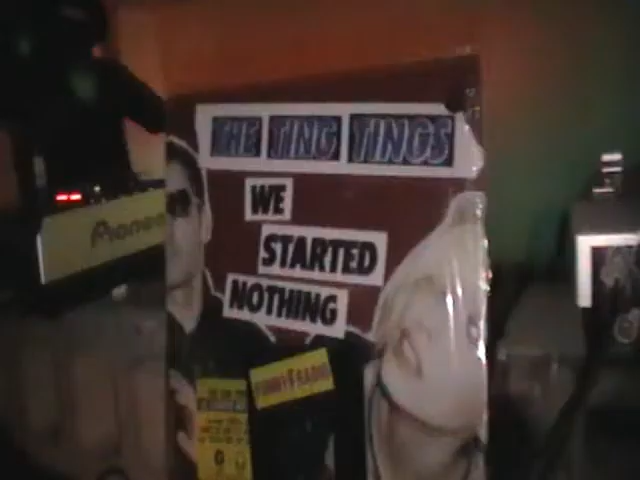 THE TING TINGS
WE
STARTED
NOTHING
Pioneer